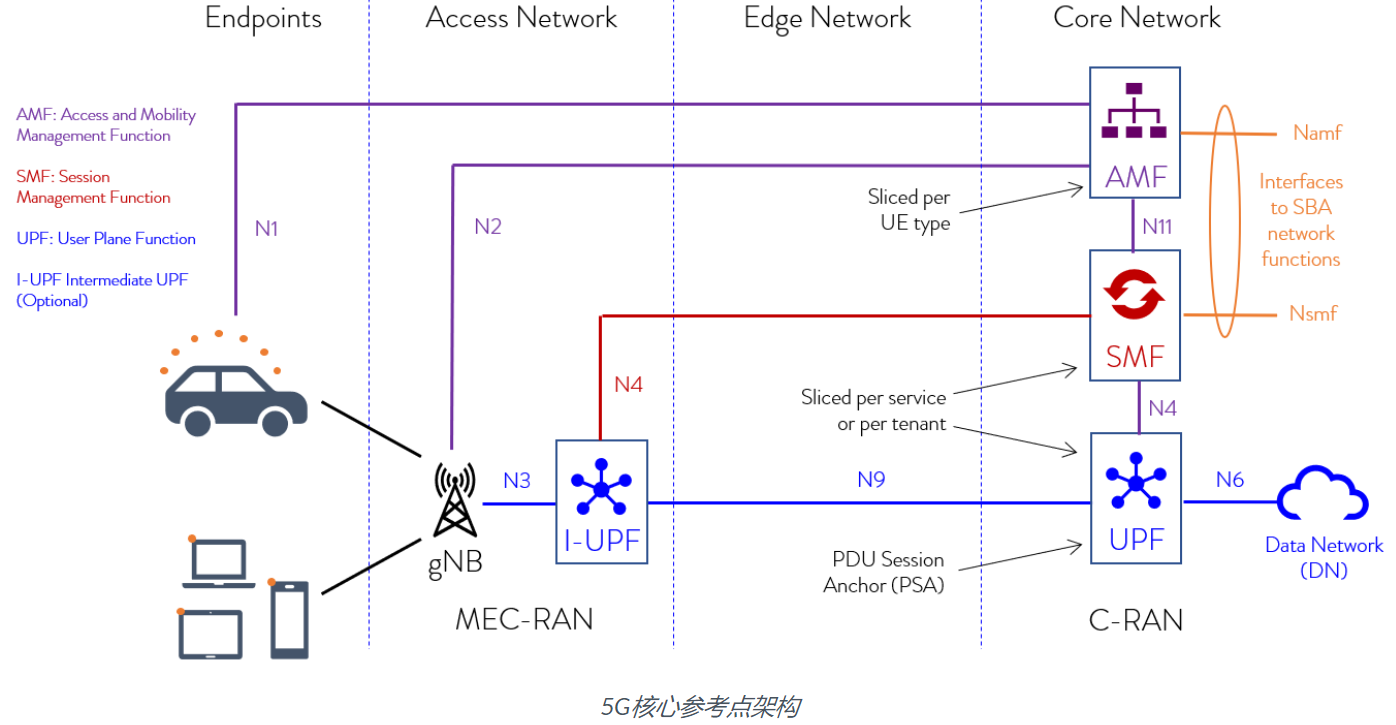 Endpoints
Access Network
Edge Network
Core Network
AMF: Access and Mobility
Management Function
SMF: Session
Management Function
UPF: User Plane Function
I-UPF Intermediate UPF
(Optional)
N1
N2
Sliced per
UE type
AMF
Namf
N11
Interfaces
to SBA
network
functions
SMF
Nsmf
N4
Sliced per service
or per tenant
N4
gNB
N3
I-UPF
N9
UPF
N6
Data Network
(DN)
PDU Session
Anchor (PSA)
MEC-RAN
C-RAN
5G核心参考点架构